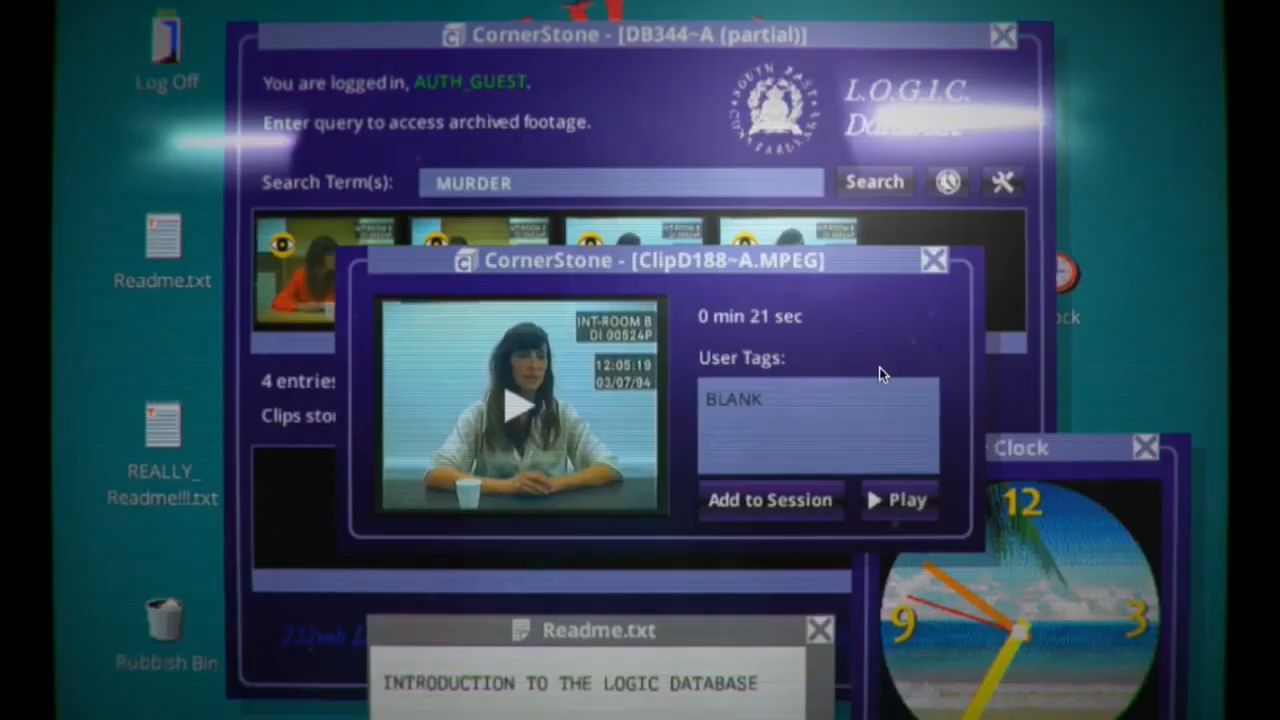 CornerStone - [DB344~A (partial)]
Log Off
You are logged in, AUTH_GUEST.
Enter query to access archived footage.
SOUTH EAST
CONSTABULARY
L.O.G.I.C.
Search Term(s):
MURDER
Search
Readme.txt
CornerStone - [ClipD188~A.MPEG]
INT-ROOM B
DI 00524P
12:05:19
03/07/94
0 min 21 sec
User Tags:
BLANK
Add to Session
Play
4 entries
REALLY_
Readme!!!.txt
Clock
12
3
9
Rubbish Bin
Readme.txt
INTRODUCTION TO THE LOGIC DATABASE